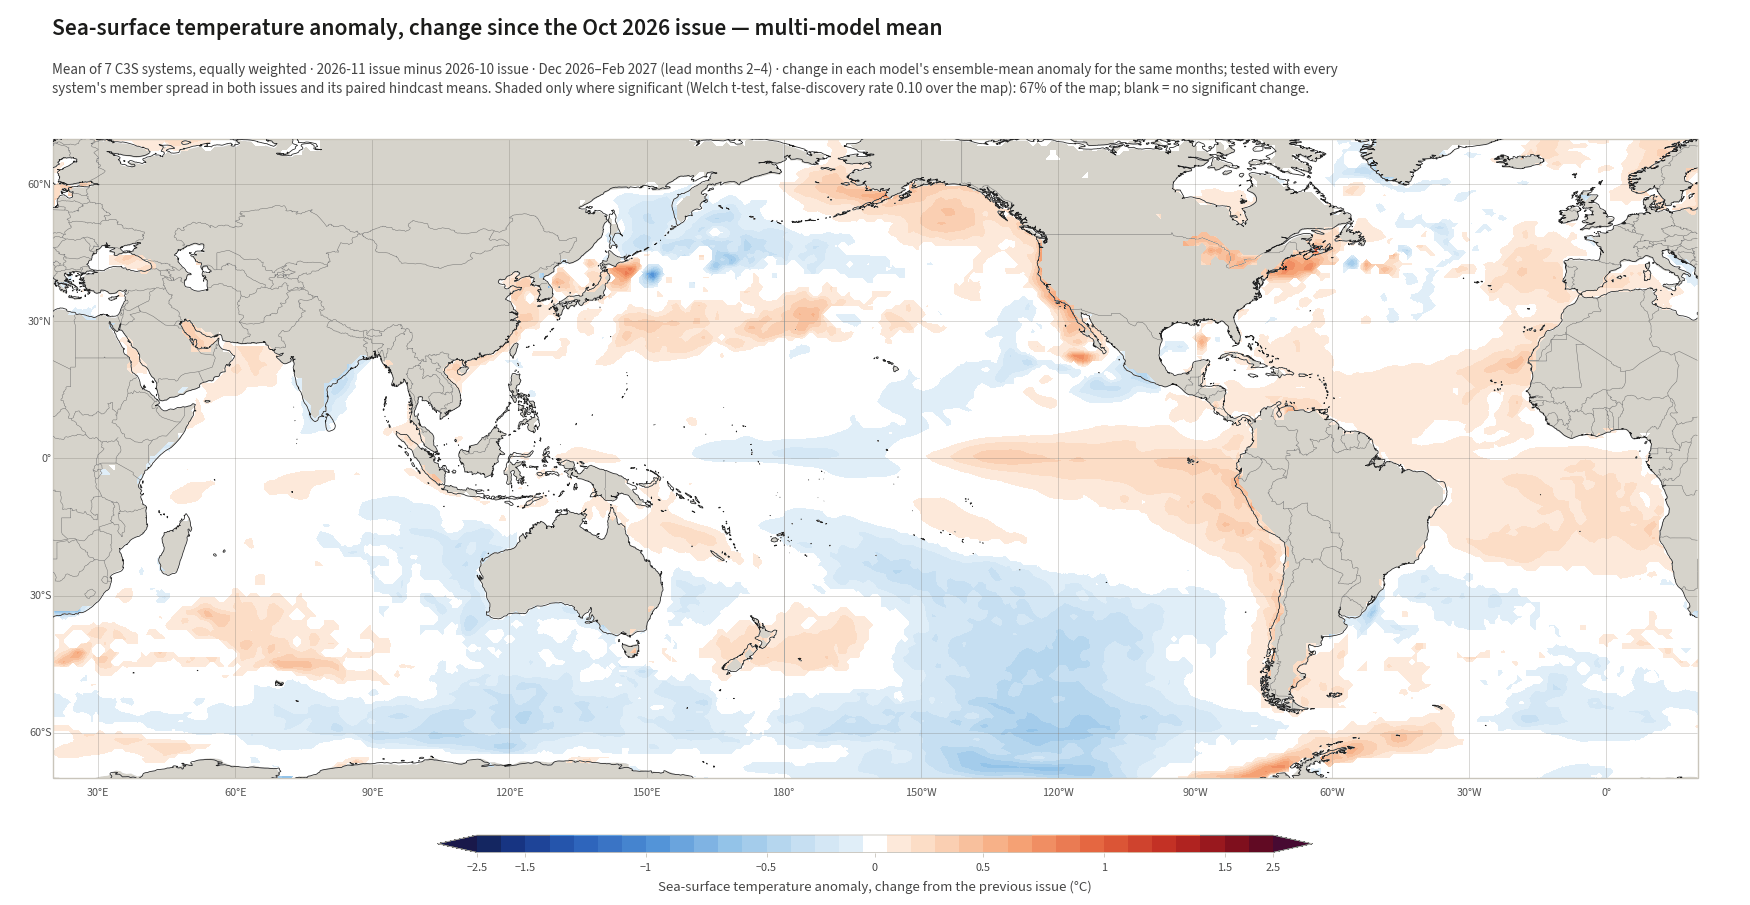 Sea-surface temperature anomaly, change since the Oct 2026 issue — multi-model mean
Mean of 7 C3S systems, equally weighted · 2026-11 issue minus 2026-10 issue · Dec 2026–Feb 2027 (lead months 2–4) · change in each model's ensemble-mean anomaly for the same months; tested with every
system's member spread in both issues and its paired hindcast means. Shaded only where significant (Welch t-test, false-discovery rate 0.10 over the map): 67% of the map; blank = no significant change.
60°N
30°N
0°
30°S
60°S
30°E 60°E 90°E 120°E 150°E 180° 150°W 120°W 90°W 60°W 30°W 0°
−2.5 −1.5 −1 −0.5 0 0.5 1 1.5 2.5
Sea-surface temperature anomaly, change from the previous issue (°C)